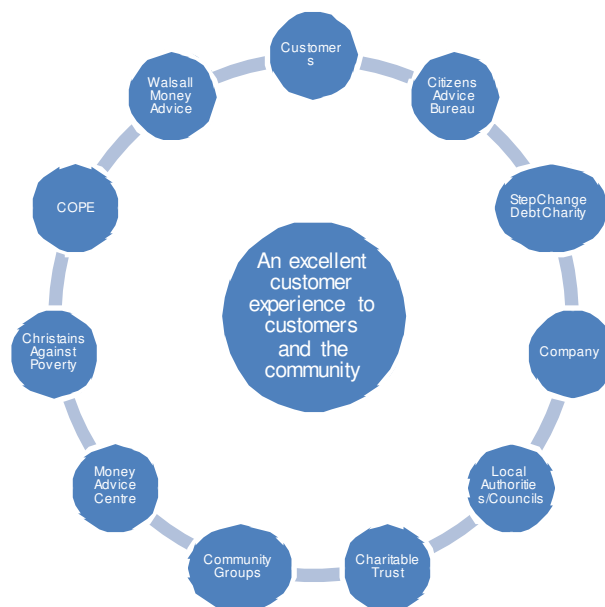 Customer
s
Citizens
Advice
Bureau
StepChange
Debt Charity
Company
Local
Authoritie
s/Councils
Charitable
Trust
Community
Groups
Money
Advice
Centre
Christains
Against
Poverty
COPE
Walsall
Money
Advice
An excellent
customer
experience to
customers
and the
community